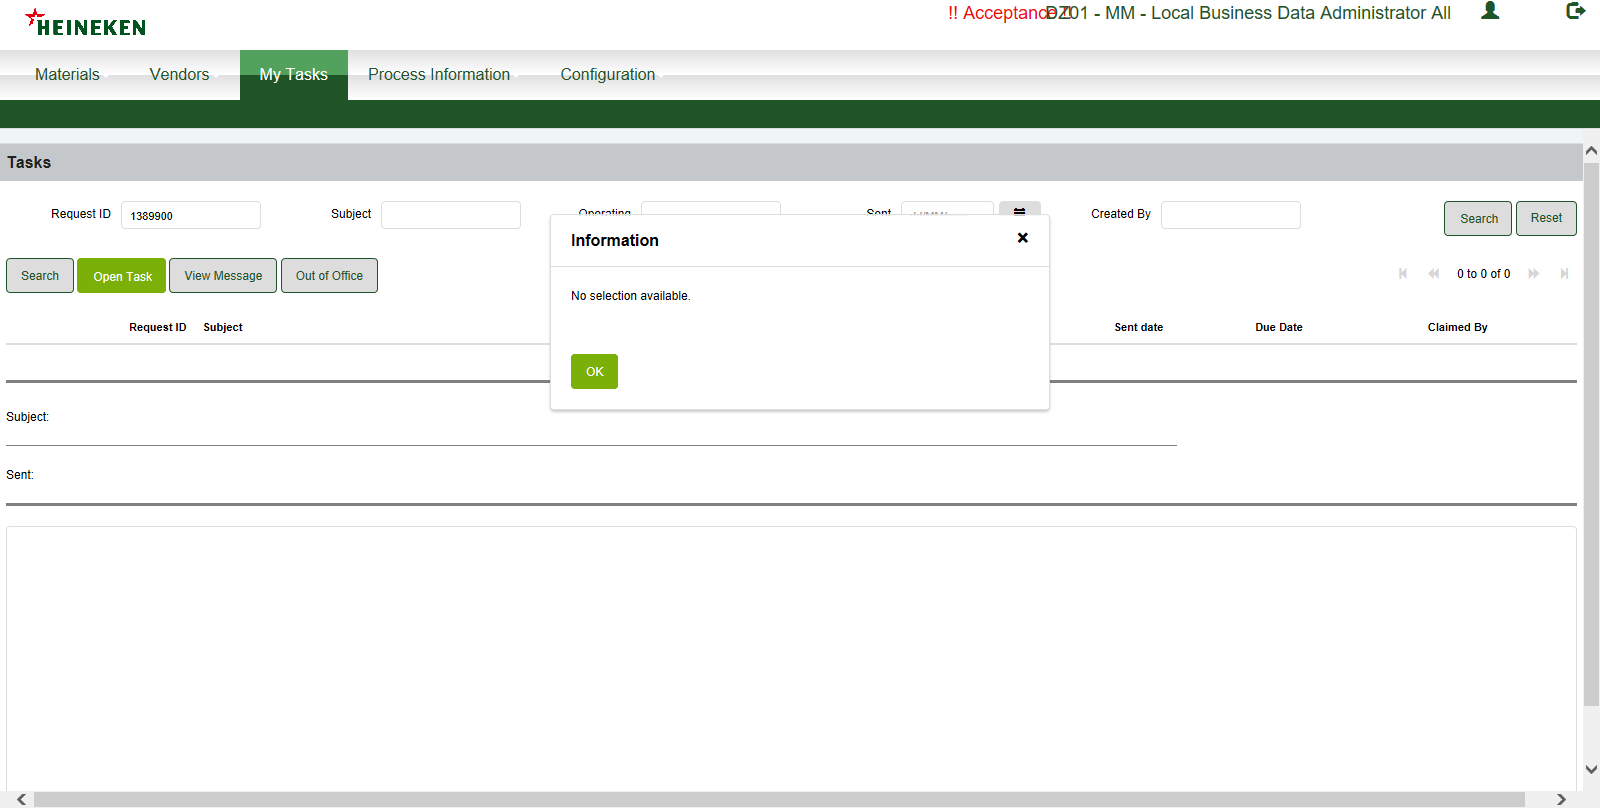 HEINEKEN
!! Acceptance !!
DZ01 - MM - Local Business Data Administrator All
Materials
Vendors
My Tasks
Process Information
Configuration
Tasks
Request ID
1389900
Subject
Operating
Sent
Created By
Search
Reset
Search
Open Task
View Message
Out of Office
0 to 0 of 0
Information
No selection available.
OK
Request ID
Subject
Sent date
Due Date
Claimed By
Subject:
Sent: